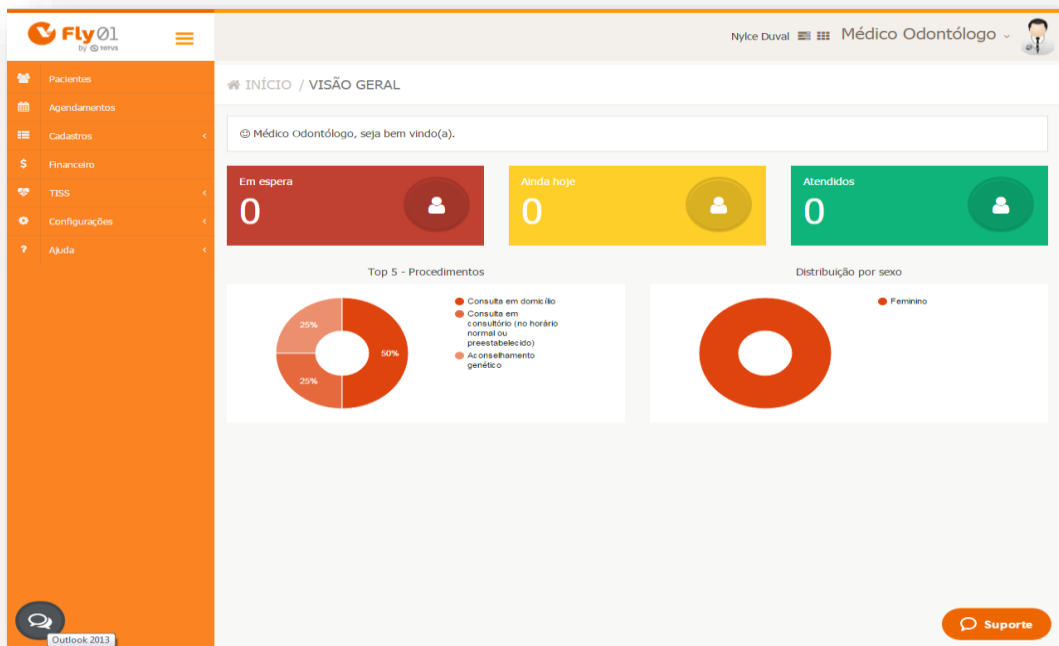 Fly01
by TOTVS
Nylce Duval
Médico Odontólogo
Pacientes
Agendamentos
Cadastros
Financeiro
TISS
Configurações
Ajuda
INÍCIO / VISÃO GERAL
Médico Odontólogo, seja bem vindo(a).
Em espera
0
Ainda hoje
0
Atendidos
0
Top 5 - Procedimentos
25%
50%
25%
Consulta em domicílio
Consulta em
consultório (no horário
normal ou
preestabelecido)
Aconselhamento
genético
Distribuição por sexo
Feminino
Outlook 2013
Suporte